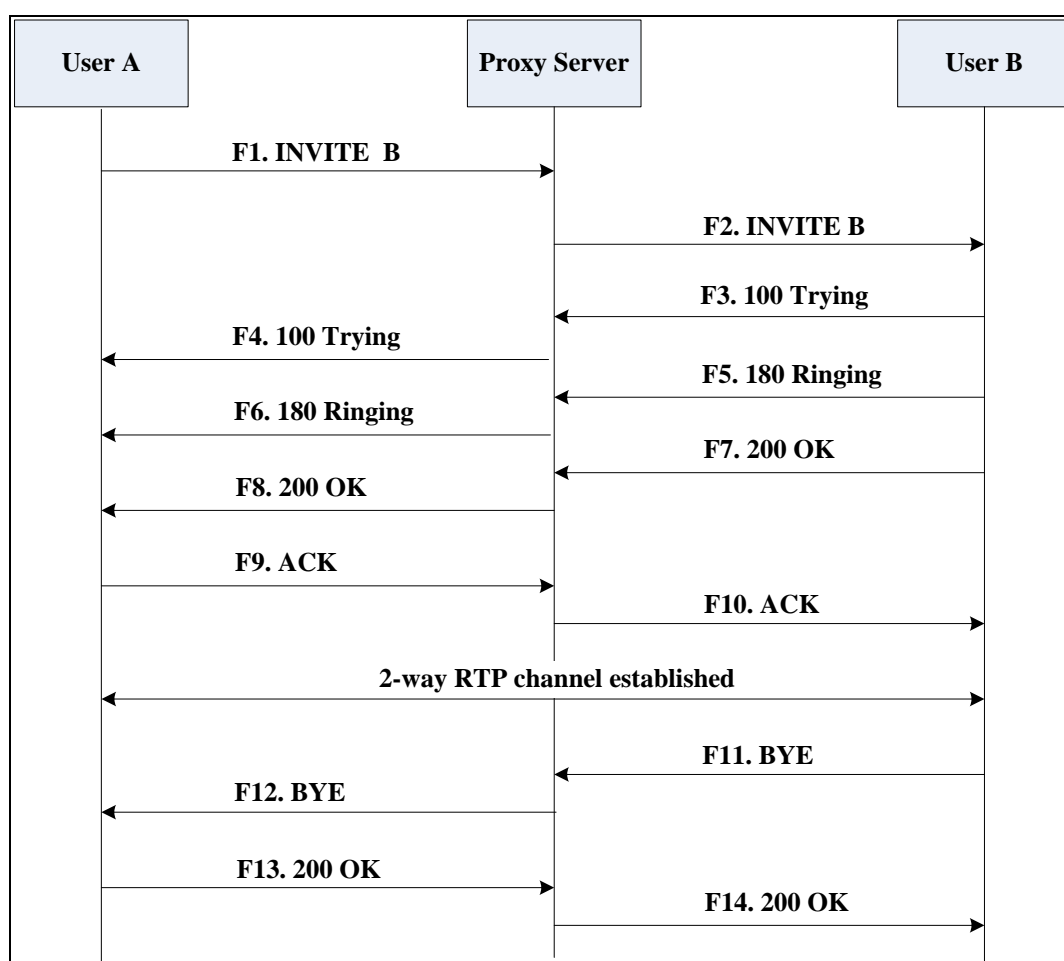 User A
Proxy Server
User B
F1. INVITE B
F2. INVITE B
F3. 100 Trying
F4. 100 Trying
F5. 180 Ringing
F6. 180 Ringing
F7. 200 OK
F8. 200 OK
F9. ACK
F10. ACK
2-way RTP channel established
F11. BYE
F12. BYE
F13. 200 OK
F14. 200 OK